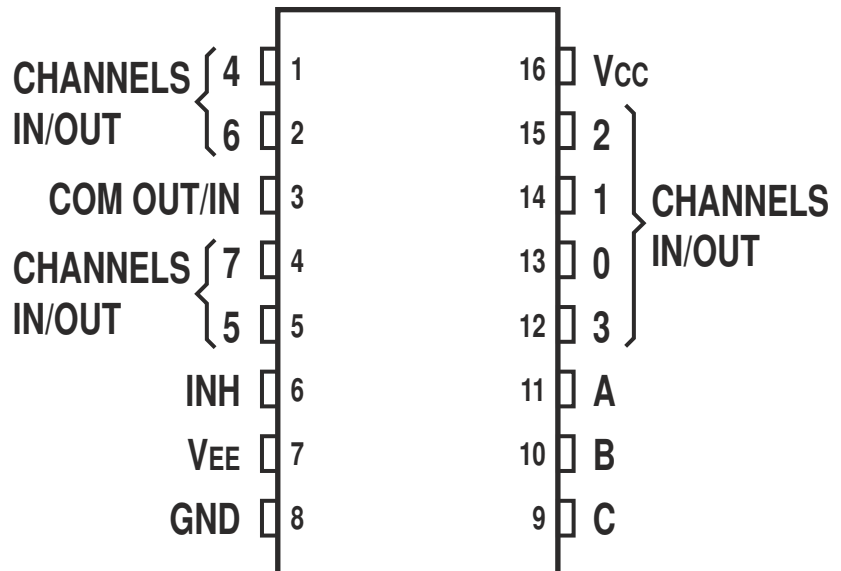 CHANNELS
IN/OUT
4 1
6 2
COM OUT/IN 3
CHANNELS
IN/OUT
7 4
5 5
INH 6
VEE 7
GND 8
16 VCC
15 2
14 1
13 0
12 3
CHANNELS
IN/OUT
11 A
10 B
9 C